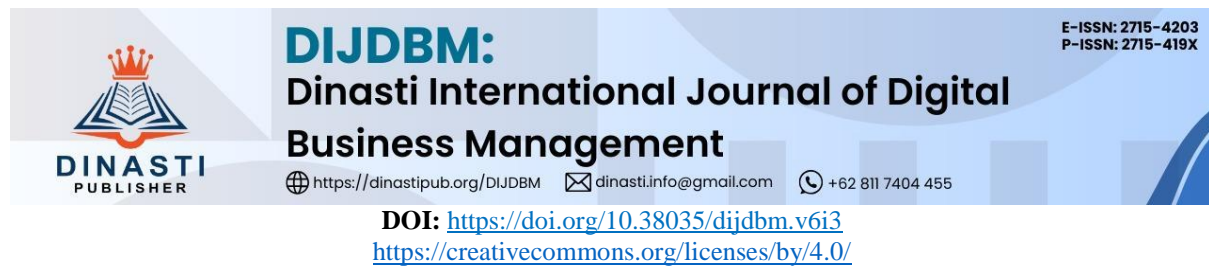 DINASTI
PUBLISHER
DIJDBM:
Dinasti International Journal of Digital
Business Management
https://dinastipub.org/DIJDBM dinasti.info@gmail.com +62 811 7404 455
E-ISSN: 2715-4203
P-ISSN: 2715-419X
DOI: https://doi.org/10.38035/dijdbm.v6i3
https://creativecommons.org/licenses/by/4.0/